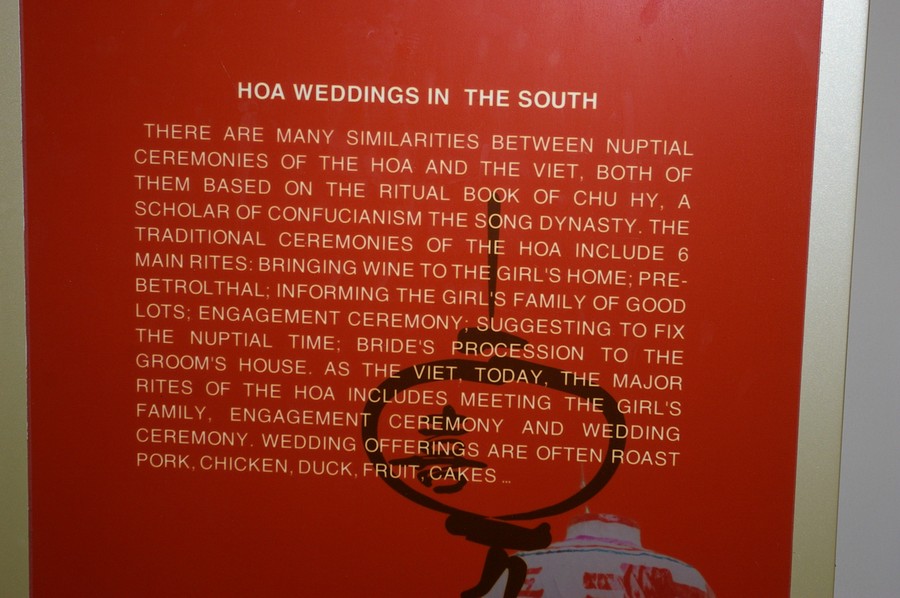 HOA WEDDINGS IN THE SOUTH
THERE ARE MANY SIMILARITIES BETWEEN NUPTIAL
CEREMONIES OF THE HOA AND THE VIET, BOTH OF
THEM BASED ON THE RITUAL BOOK OF CHU HY, A
SCHOLAR OF CONFUCIANISM THE SONG DYNASTY. THE
TRADITIONAL CEREMONIES OF THE HOA INCLUDE 6
MAIN RITES: BRINGING WINE TO THE GIRL'S HOME; PRE-
BETROLTHAL; INFORMING THE GIRL'S FAMILY OF GOOD
LOTS; ENGAGEMENT CEREMONY; SUGGESTING TO FIX
THE NUPTIAL TIME; BRIDE'S PROCESSION TO THE
GROOM'S HOUSE. AS THE VIET, TODAY, THE MAJOR
RITES OF THE HOA INCLUDES MEETING THE GIRL'S
FAMILY, ENGAGEMENT CEREMONY AND WEDDING
CEREMONY. WEDDING OFFERINGS ARE OFTEN ROAST
PORK, CHICKEN, DUCK, FRUIT, CAKES ...